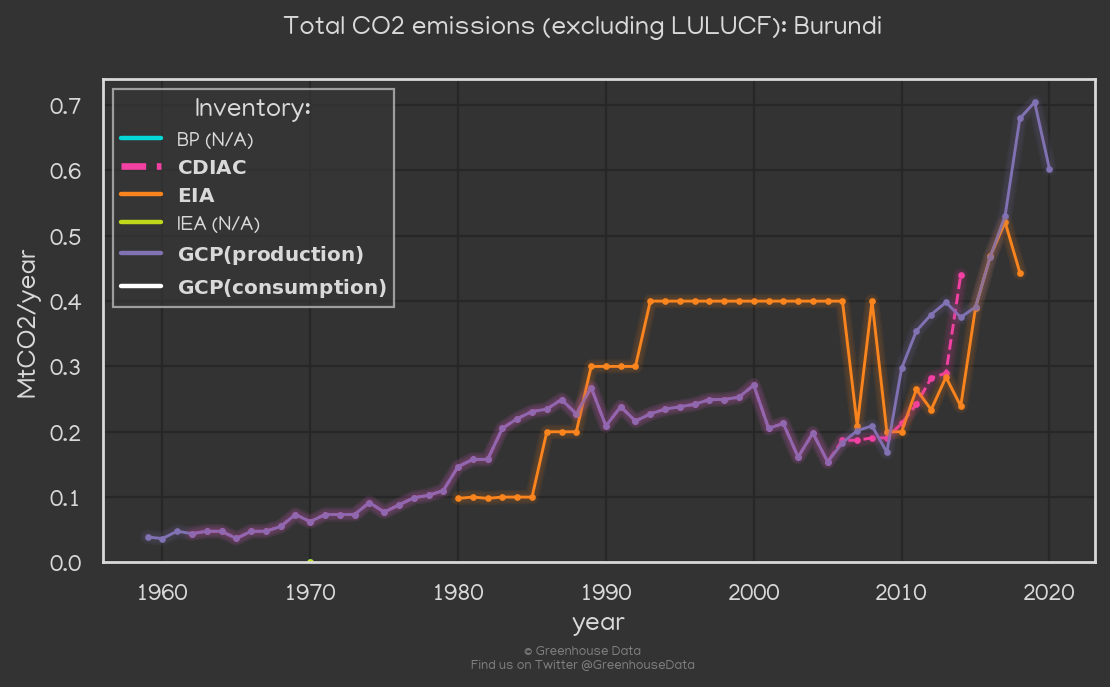 Total CO2 emissions (excluding LULUCF): Burundi
Inventory:
BP (N/A)
CDIAC
EIA
IEA (N/A)
GCP(production)
GCP(consumption)
MtCO2/year
0.7
0.6
0.5
0.4
0.3
0.2
0.1
0.0
1960 1970 1980 1990 2000 2010 2020
year
© Greenhouse Data
Find us on Twitter @GreenhouseData